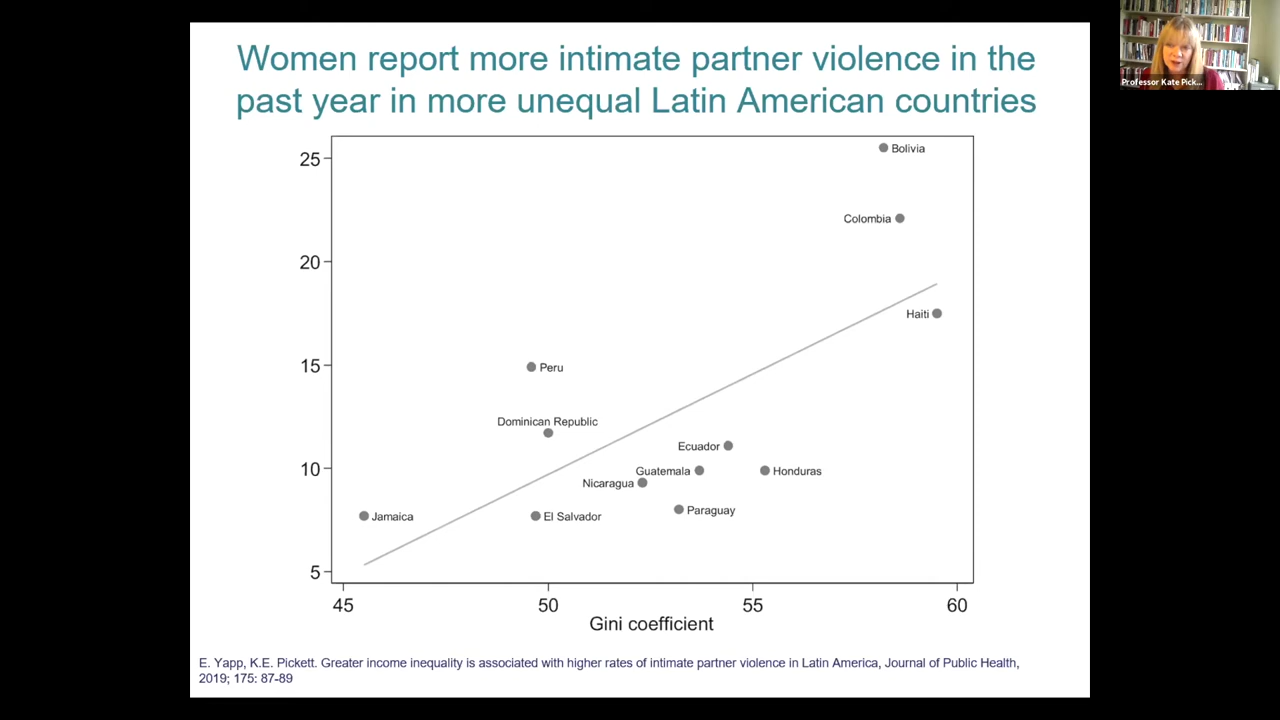 Women report more intimate partner violence in the
past year in more unequal Latin American countries
Professor Kate Pick...
25
Bolivia
Colombia
20
Haiti
15
Peru
Dominican Republic
Ecuador
10
Guatemala
Honduras
Nicaragua
Paraguay
Jamaica
El Salvador
5
45
50
55
60
Gini coefficient
E. Yapp, K.E. Pickett. Greater income inequality is associated with higher rates of intimate partner violence in Latin America, Journal of Public Health,
2019; 175: 87-89